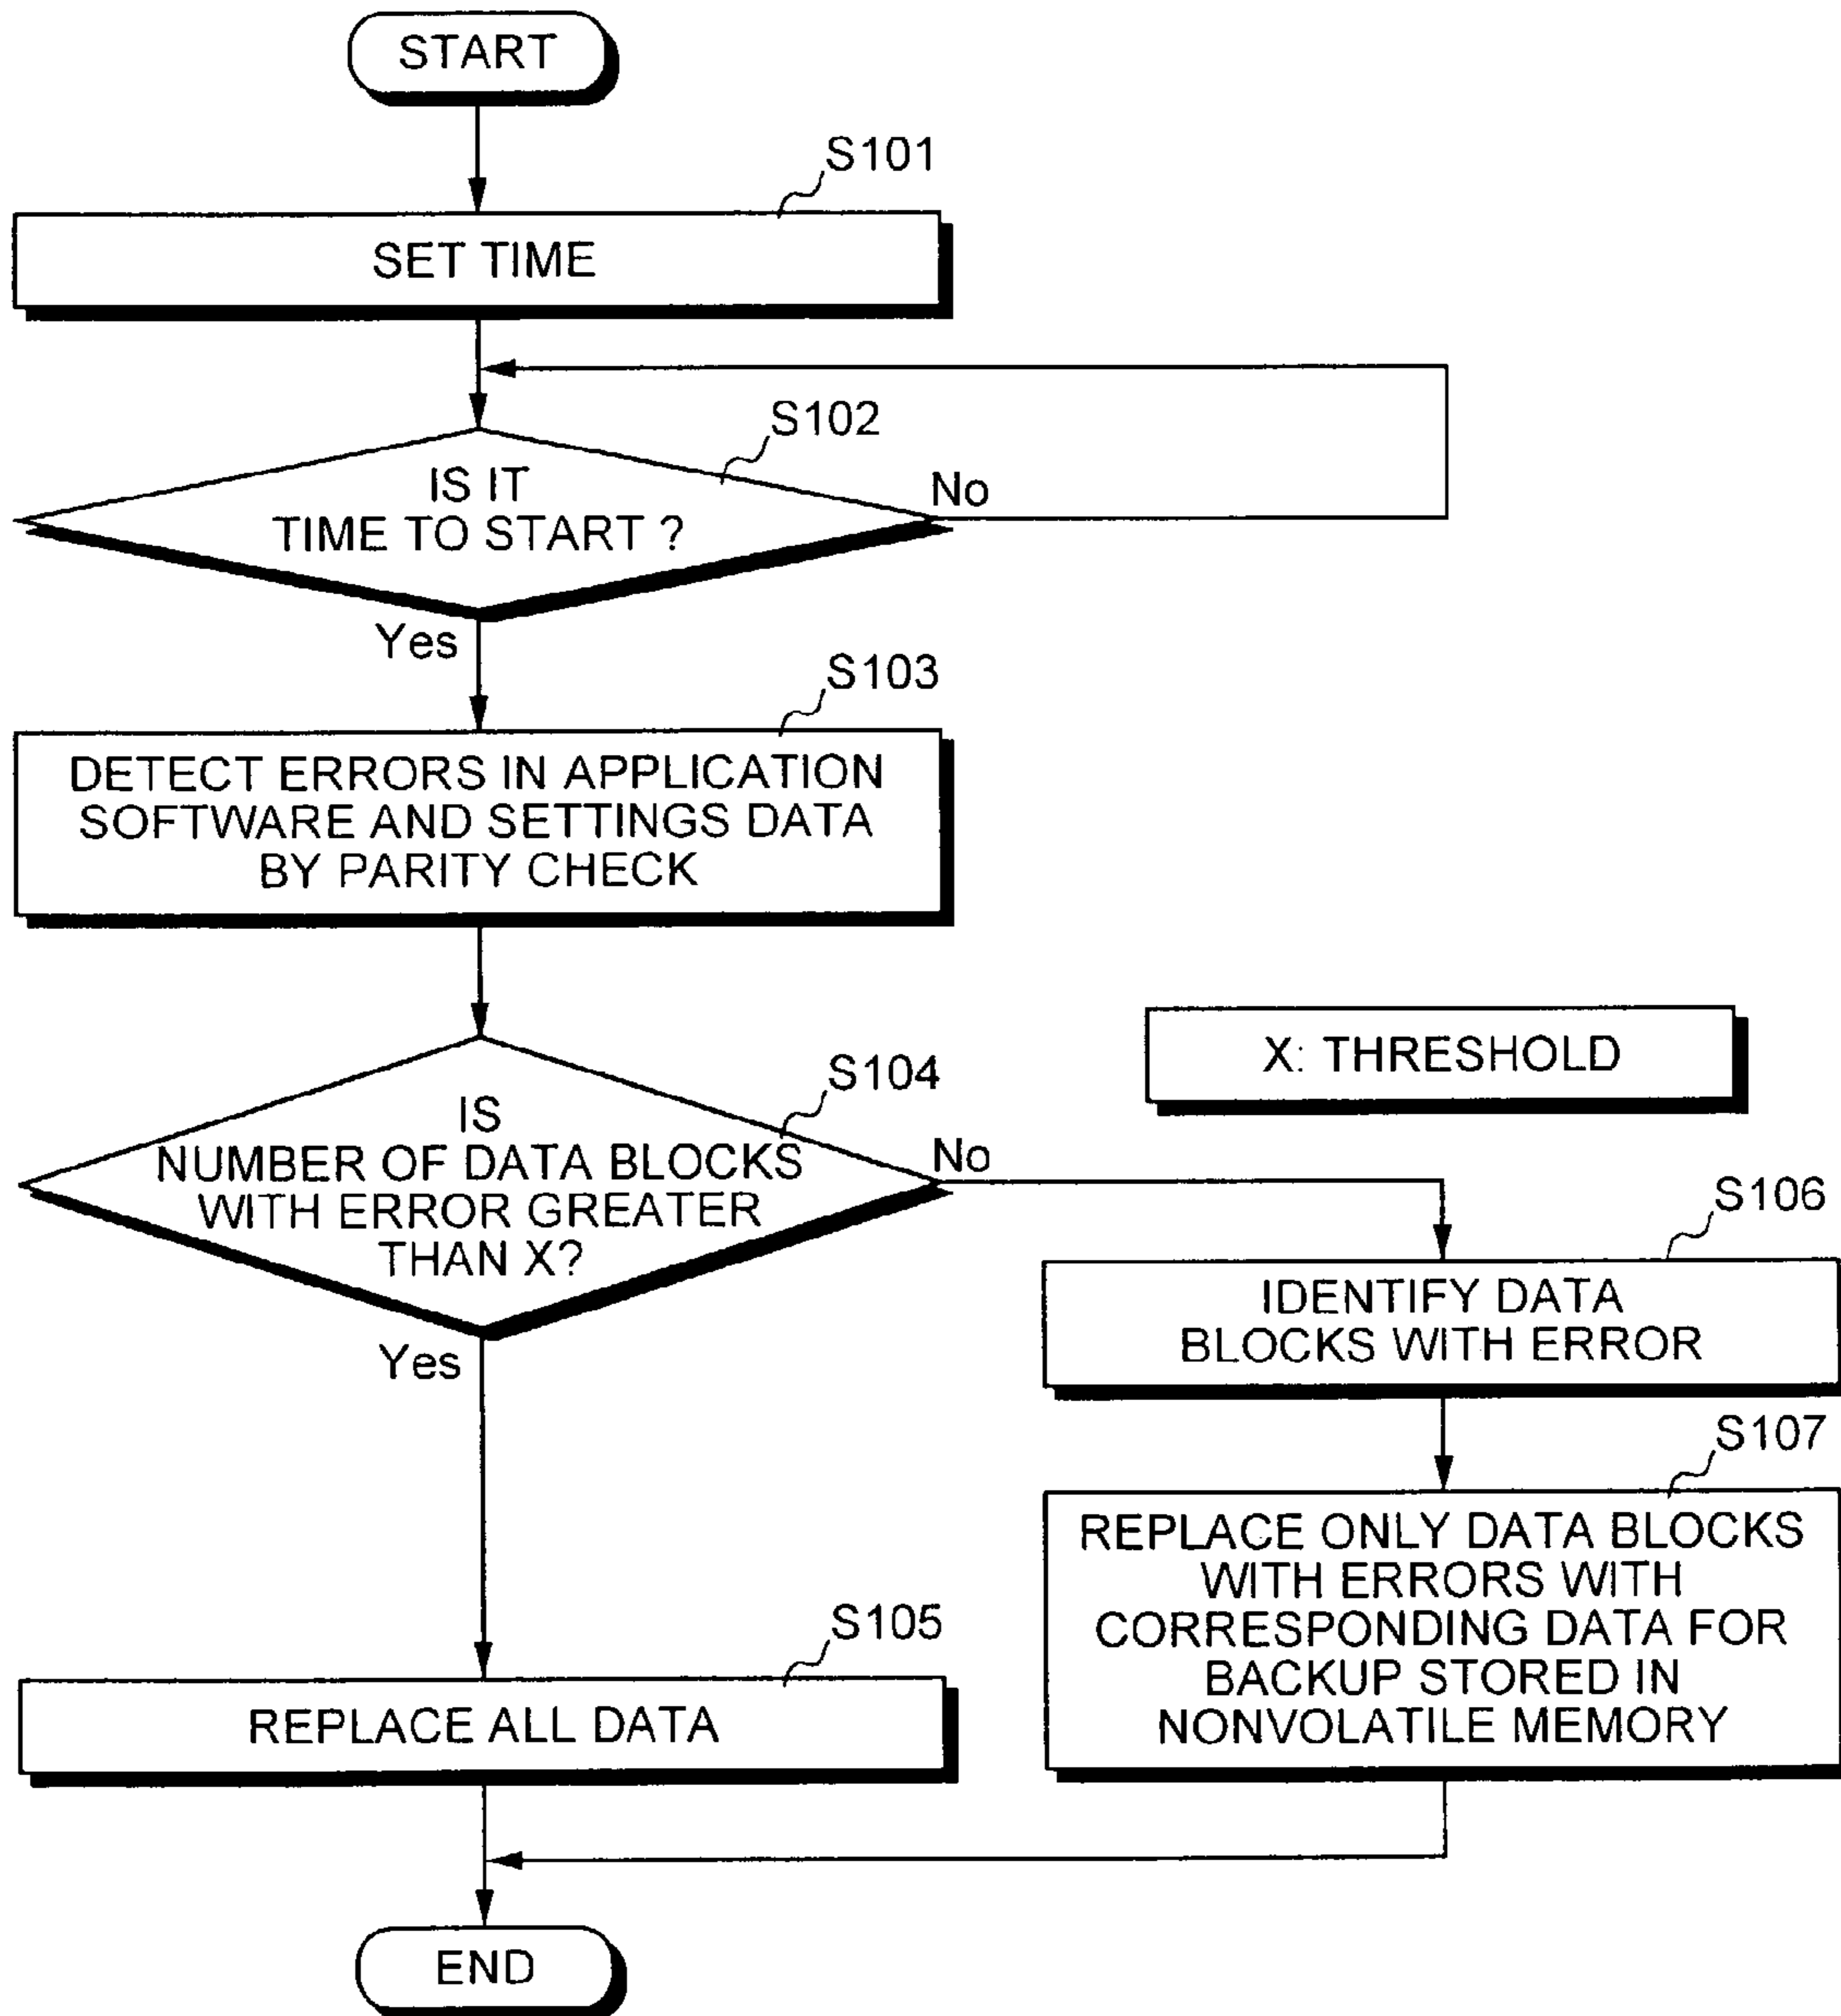 START
S101
SET TIME
S102
IS IT
TIME TO START ?
No
Yes
S103
DETECT ERRORS IN APPLICATION
SOFTWARE AND SETTINGS DATA
BY PARITY CHECK
X: THRESHOLD
S104
IS
NUMBER OF DATA BLOCKS
WITH ERROR GREATER
THAN X?
No
Yes
S106
IDENTIFY DATA
BLOCKS WITH ERROR
S107
REPLACE ONLY DATA BLOCKS
WITH ERRORS WITH
CORRESPONDING DATA FOR
BACKUP STORED IN
NONVOLATILE MEMORY
S105
REPLACE ALL DATA
END